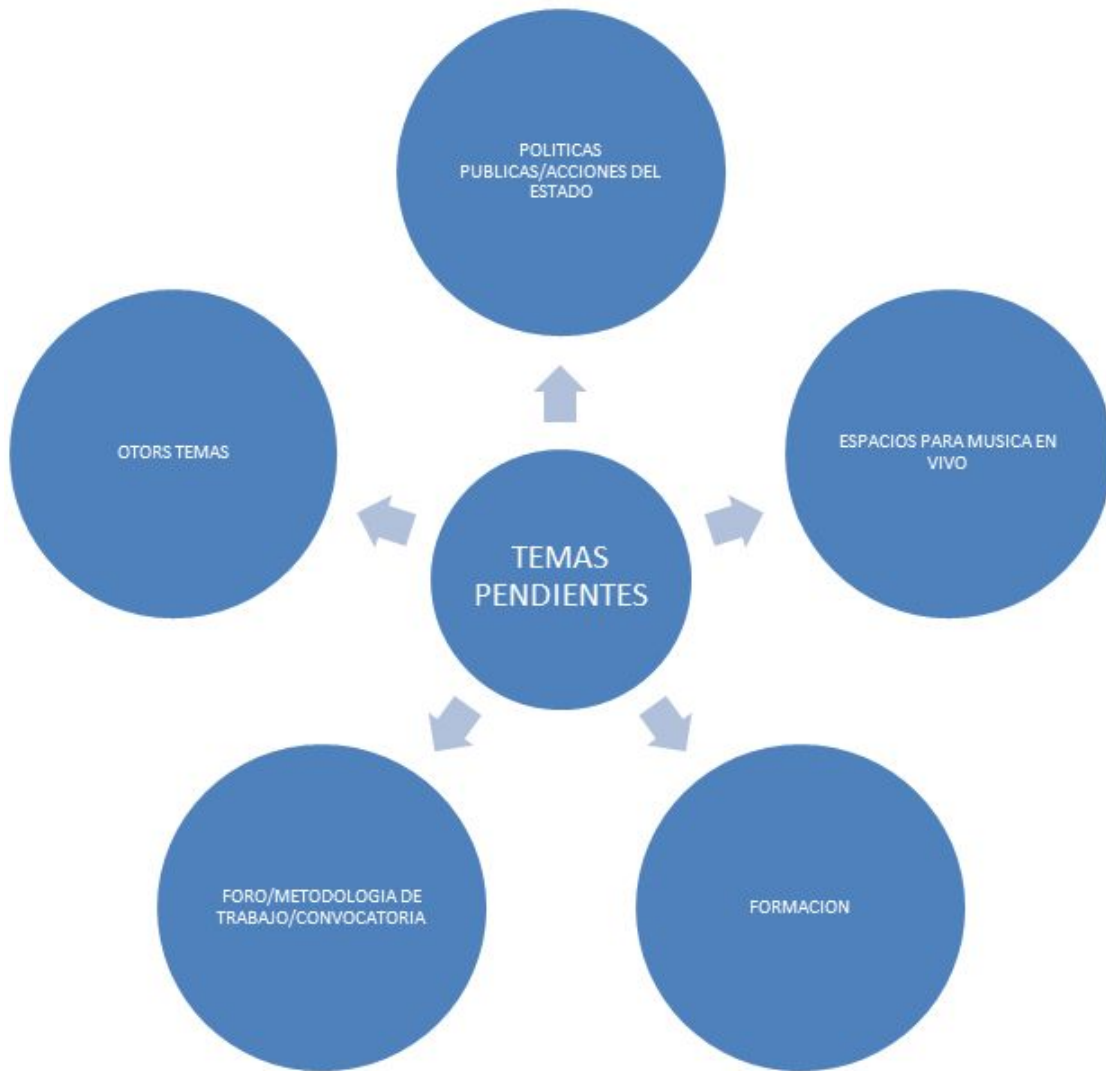 POLITICAS
PUBLICAS/ACCIONES DEL
ESTADO
OTORS TEMAS
ESPACIOS PARA MUSICA EN
VIVO
TEMAS
PENDIENTES
FORO/METODOLOGIA DE
TRABAJO/CONVOCATORIA
FORMACION